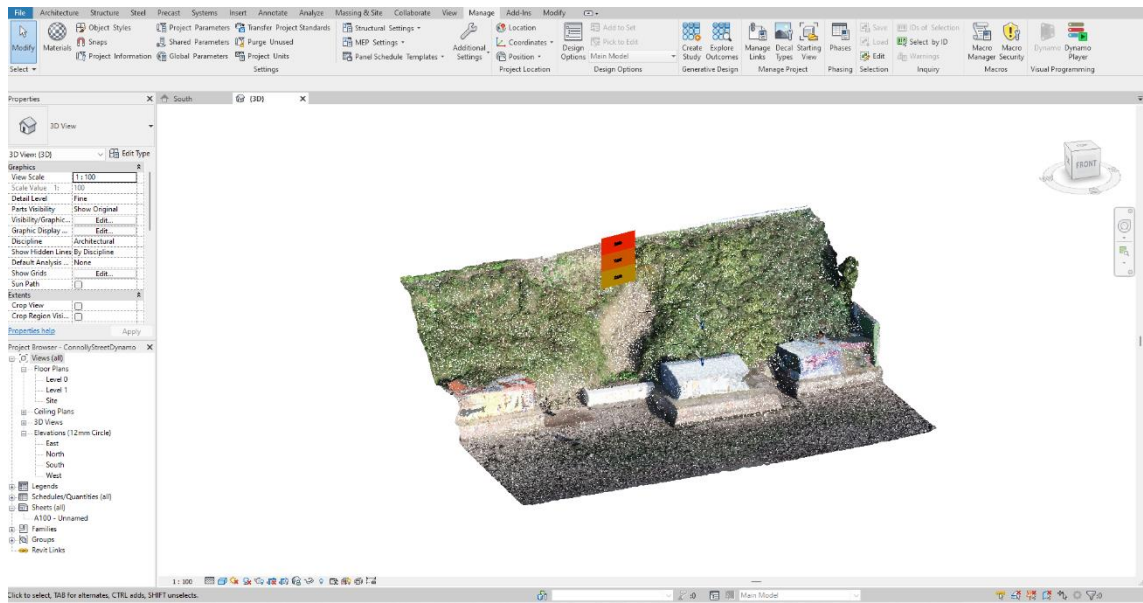 File Architecture Structure Steel Precast Systems Insert Annotate Analyze Massing & Site Collaborate View Manage Add-Ins Modify
Modify
Select
Materials
Object Styles
Snaps
Project Information
Project Parameters
Shared Parameters
Global Parameters
Transfer Project Standards
Purge Unused
Project Units
Structural Settings
MEP Settings
Panel Schedule Templates
Additional Settings
Settings
Location
Coordinates
Position
Project Location
Design Options
Add to Set
Pick to Edit
Main Model
Design Options
Create Study
Explore Outcomes
Generative Design
Manage Links
Decal Types
Starting View
Manage Project
Phases
Phasing
Save
Load
Edit
Selection
IDs of Selection
Select by ID
Warnings
Inquiry
Macro Manager
Macro Security
Macros
Dynamo
Dynamo Player
Visual Programming
Properties X
South
{3D} X
3D View
3D View: {3D} Edit Type
Graphics
View Scale 1 : 100
Scale Value 1: 100
Detail Level Fine
Parts Visibility Show Original
Visibility/Graphic... Edit...
Graphic Display ... Edit...
Discipline Architectural
Show Hidden Lines By Discipline
Default Analysis ... None
Show Grids Edit...
Sun Path
Extents
Crop View
Crop Region Visi...
Properties help Apply
Project Browser - ConnollyStreetDynamo X
Views (all)
Floor Plans
Level 0
Level 1
Site
Ceiling Plans
3D Views
Elevations (12mm Circle)
East
North
South
West
Legends
Schedules/Quantities (all)
Sheets (all)
A100 - Unnamed
Families
Groups
Revit Links
FRONT
1 : 100
Click to select, TAB for alternates, CTRL adds, SHIFT unselects.
:0
Main Model
:0